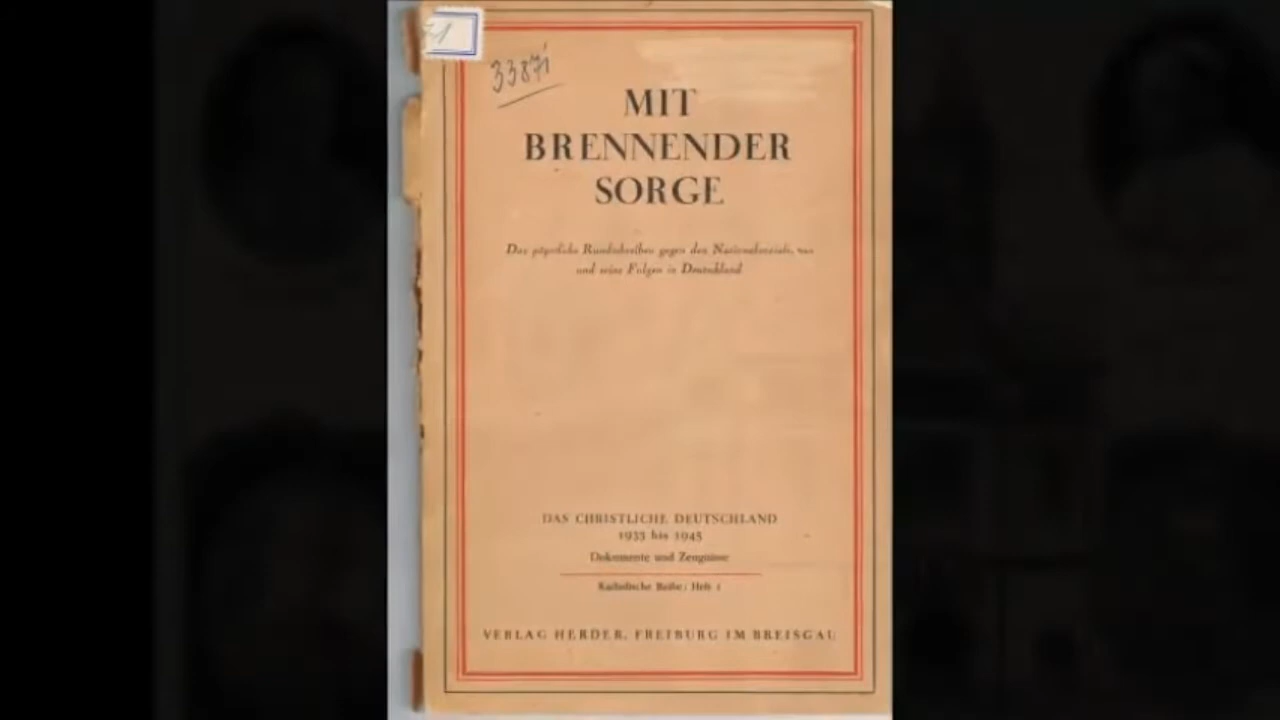 71
33871
MIT
BRENNENDER
SORGE
Das päpstliche Rundschreiben gegen den Nationalsozialismus
und seine Folgen in Deutschland
DAS CHRISTLICHE DEUTSCHLAND
1933 bis 1945
Dokumente und Zeugnisse
Katholische Reihe: Heft 1
VERLAG HERDER, FREIBURG IM BREISGAU